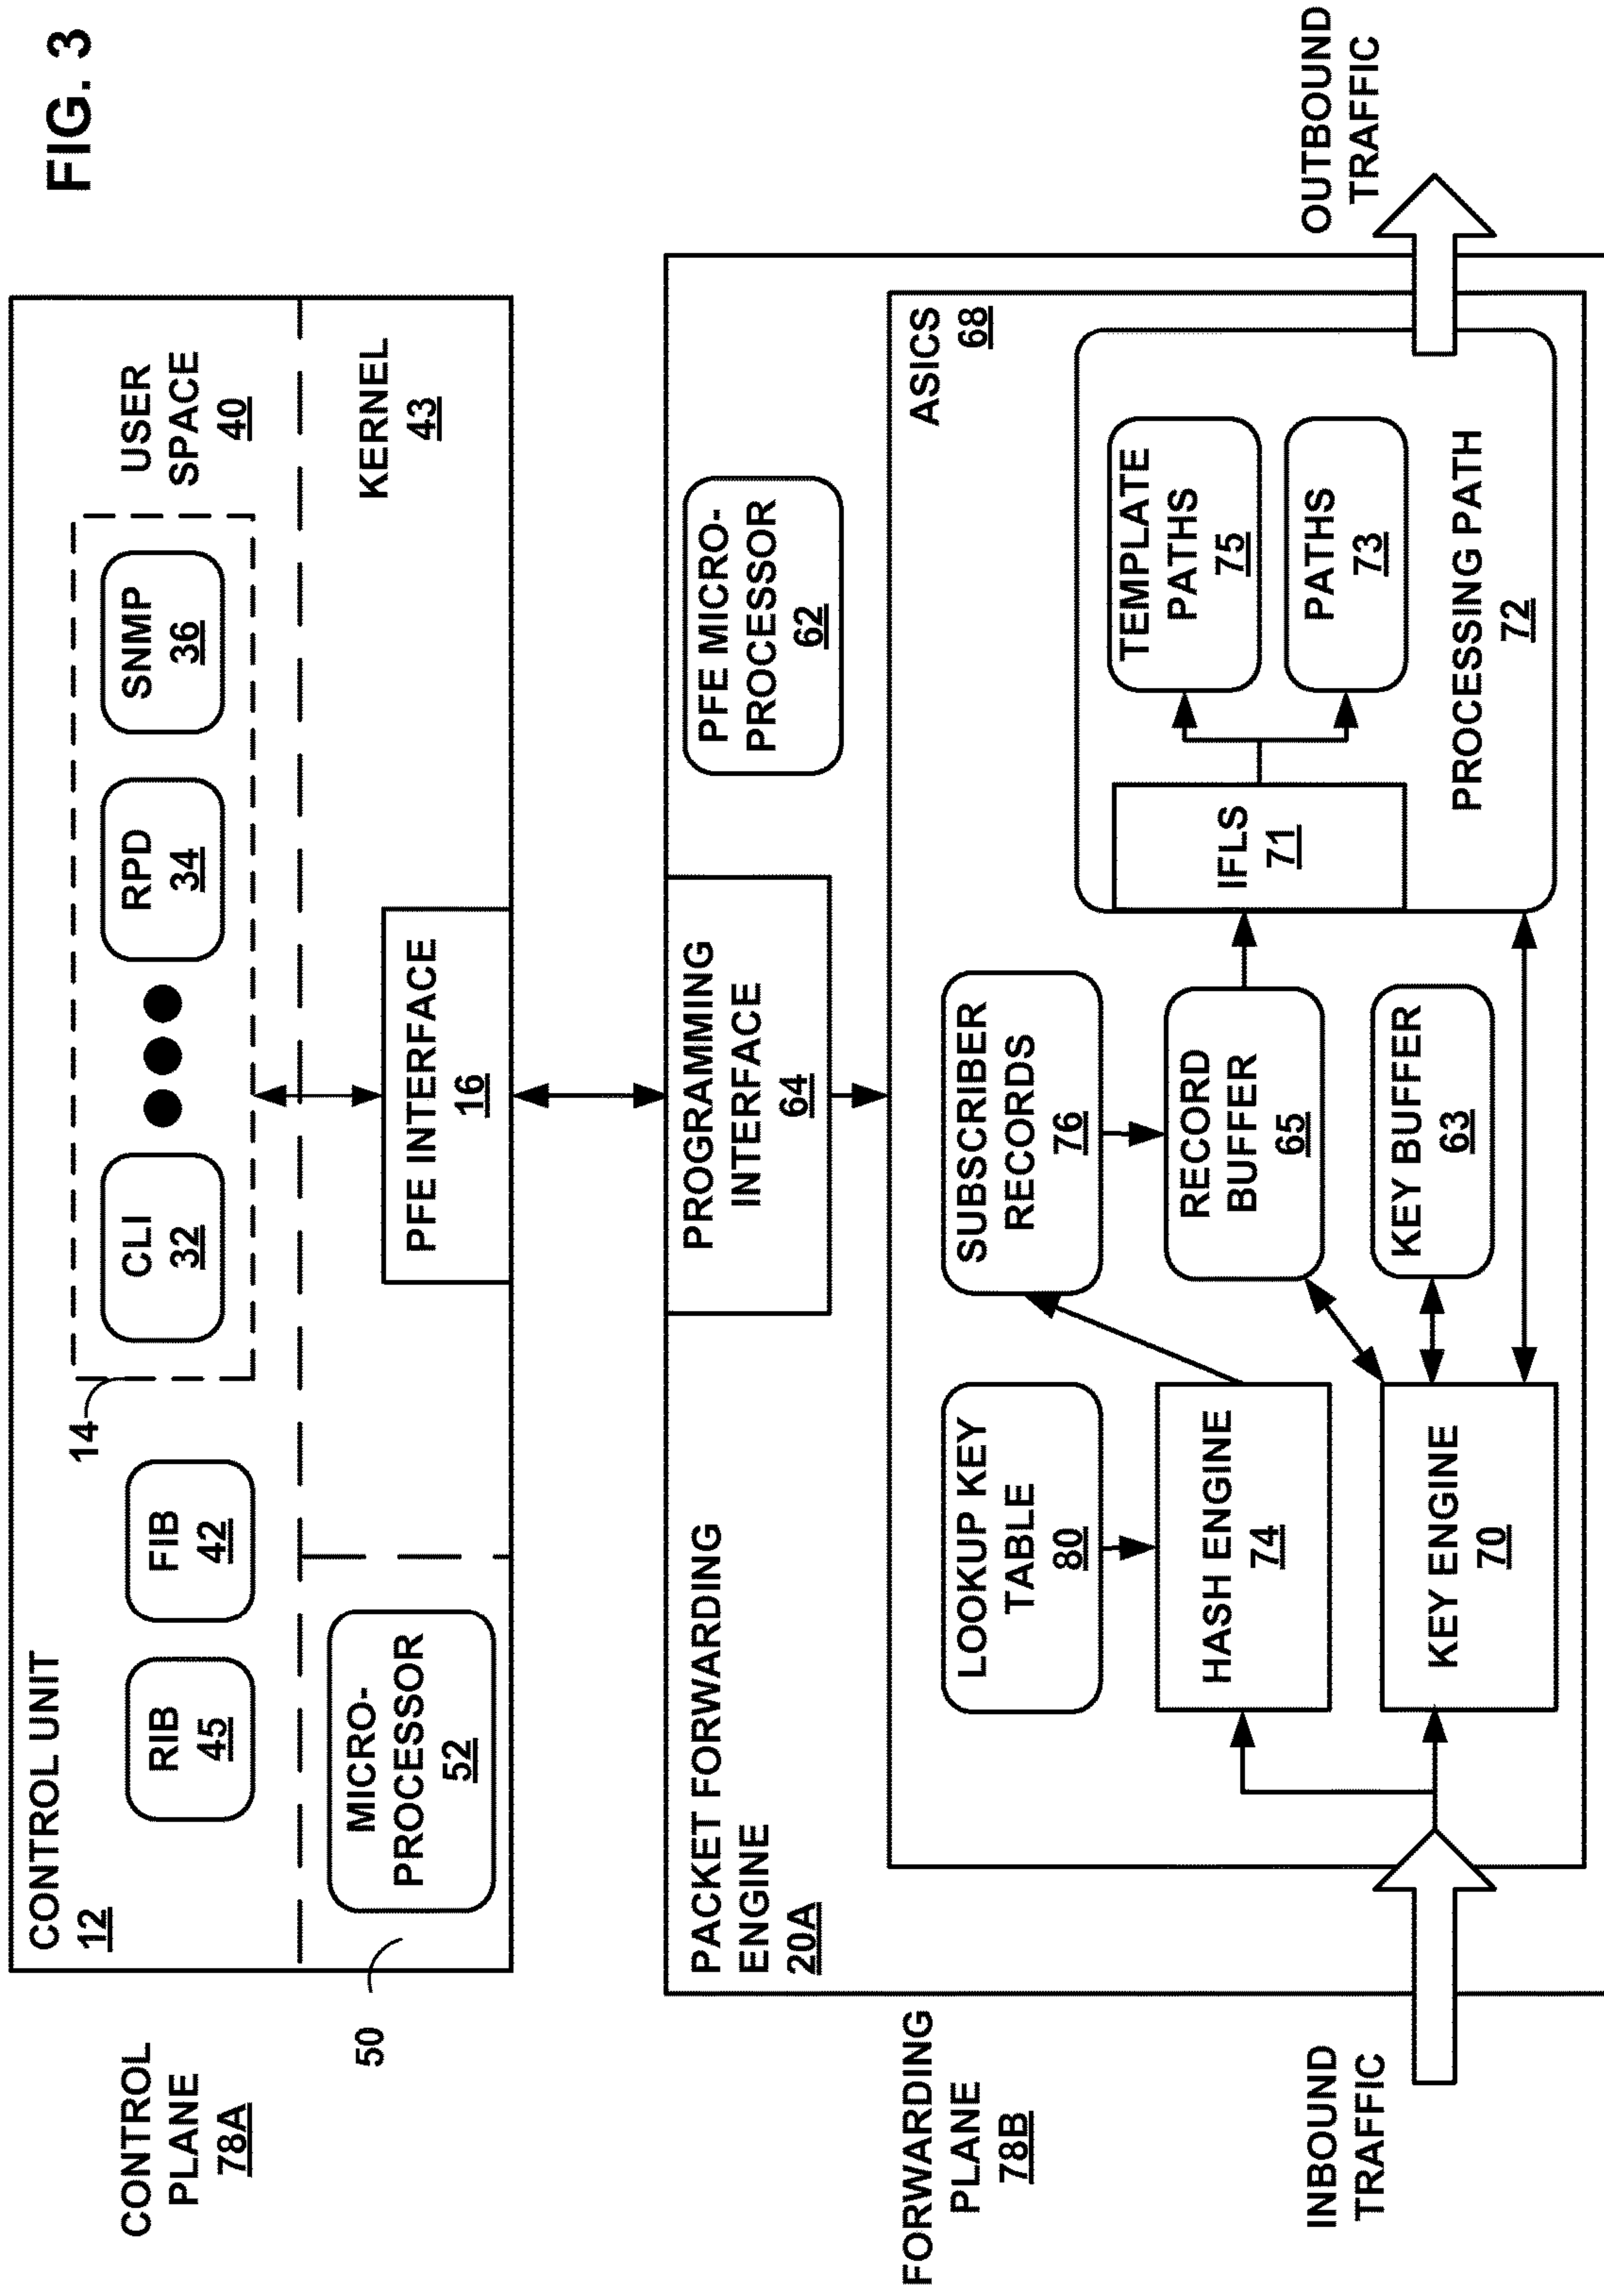 FIG. 3
CONTROL
PLANE
78A
CONTROL UNIT
12
RIB
45
FIB
42
14
CLI
32
RPD
34
SNMP
36
USER
SPACE
40
50
MICRO-
PROCESSOR
52
PFE INTERFACE
16
KERNEL
43
FORWARDING
PLANE
78B
PACKET FORWARDING
ENGINE
20A
PROGRAMMING
INTERFACE
64
PFE MICRO-
PROCESSOR
62
ASICS
68
LOOKUP KEY
TABLE
80
SUBSCRIBER
RECORDS
76
HASH ENGINE
74
RECORD
BUFFER
65
KEY ENGINE
70
KEY BUFFER
63
IFLS
71
TEMPLATE
PATHS
75
PATHS
73
PROCESSING PATH
72
INBOUND
TRAFFIC
OUTBOUND
TRAFFIC